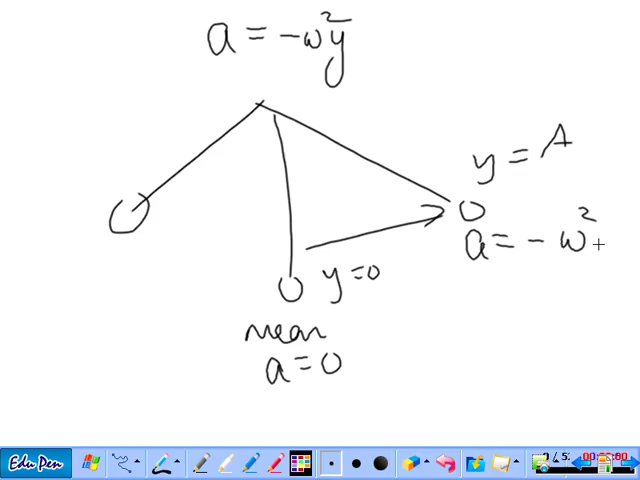 a = -ω²y
y = A
a = - ω²
y = 0
mean
a = 0
Edu Pen